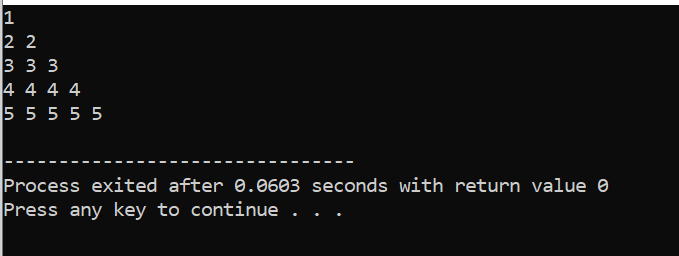 1
2 2
3 3 3
4 4 4 4
5 5 5 5 5
--------------------------------
Process exited after 0.0603 seconds with return value 0
Press any key to continue . . .